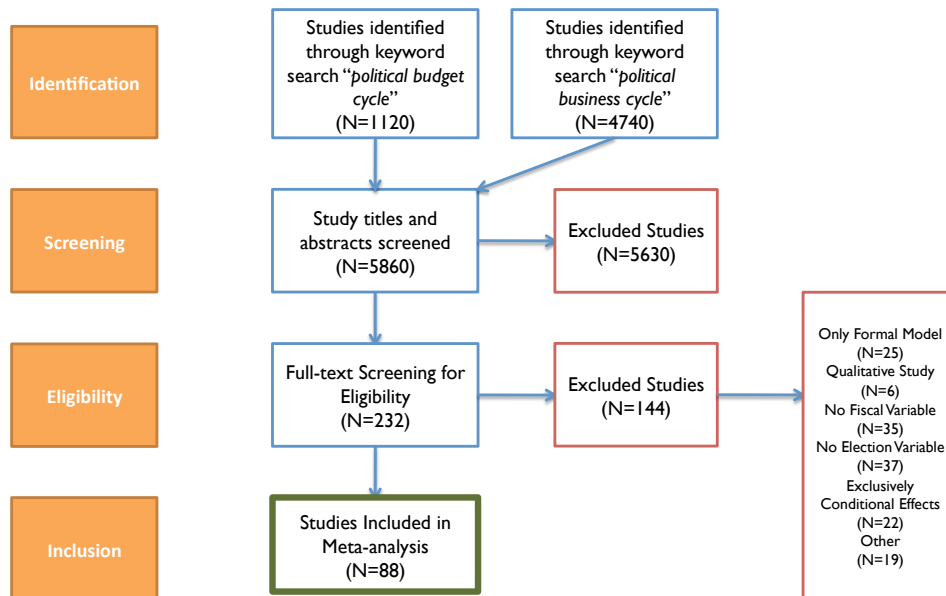 Identification
Studies identified
through keyword
search “political budget
cycle”
(N=1120)
Studies identified
through keyword
search “political
business cycle”
(N=4740)
Screening
Study titles and
abstracts screened
(N=5860)
Excluded Studies
(N=5630)
Eligibility
Full-text Screening for
Eligibility
(N=232)
Excluded Studies
(N=144)
Only Formal Model
(N=25)
Qualitative Study
(N=6)
No Fiscal Variable
(N=35)
No Election Variable
(N=37)
Exclusively
Conditional Effects
(N=22)
Other
(N=19)
Inclusion
Studies Included in
Meta-analysis
(N=88)